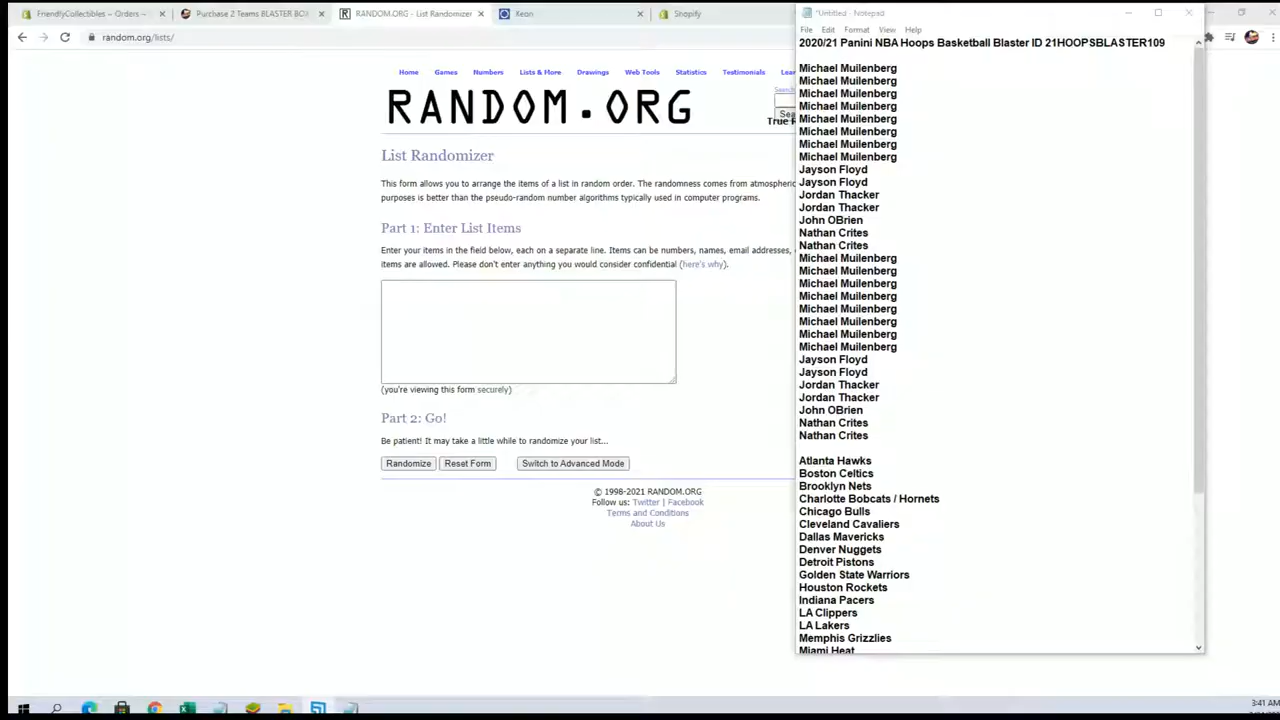 FriendlyCollectibles ~ Orders ~
Purchase 2 Teams BLASTER BO
RANDOM.ORG - List Randomizer
Xeon
Shopify
random.org/lists/
Home Games Numbers Lists & More Drawings Web Tools Statistics Testimonials
RANDOM.ORG
List Randomizer
This form allows you to arrange the items of a list in random order. The randomness comes from atmospheric
purposes is better than the pseudo-random number algorithms typically used in computer programs.
Part 1: Enter List Items
Enter your items in the field below, each on a separate line. Items can be numbers, names, email addresses,
items are allowed. Please don't enter anything you would consider confidential (here's why).
(you're viewing this form securely)
Part 2: Go!
Be patient! It may take a little while to randomize your list...
Randomize Reset Form Switch to Advanced Mode
© 1998-2021 RANDOM.ORG
Follow us: Twitter | Facebook
Terms and Conditions
About Us
*Untitled - Notepad
File Edit Format View Help
2020/21 Panini NBA Hoops Basketball Blaster ID 21HOOPSBLASTER109
Michael Muilenberg
Michael Muilenberg
Michael Muilenberg
Michael Muilenberg
Michael Muilenberg
Michael Muilenberg
Michael Muilenberg
Michael Muilenberg
Jayson Floyd
Jayson Floyd
Jordan Thacker
Jordan Thacker
John OBrien
Nathan Crites
Nathan Crites
Michael Muilenberg
Michael Muilenberg
Michael Muilenberg
Michael Muilenberg
Michael Muilenberg
Michael Muilenberg
Michael Muilenberg
Michael Muilenberg
Jayson Floyd
Jayson Floyd
Jordan Thacker
Jordan Thacker
John OBrien
Nathan Crites
Nathan Crites
Atlanta Hawks
Boston Celtics
Brooklyn Nets
Charlotte Bobcats / Hornets
Chicago Bulls
Cleveland Cavaliers
Dallas Mavericks
Denver Nuggets
Detroit Pistons
Golden State Warriors
Houston Rockets
Indiana Pacers
LA Clippers
LA Lakers
Memphis Grizzlies
Miami Heat
3:41 AM